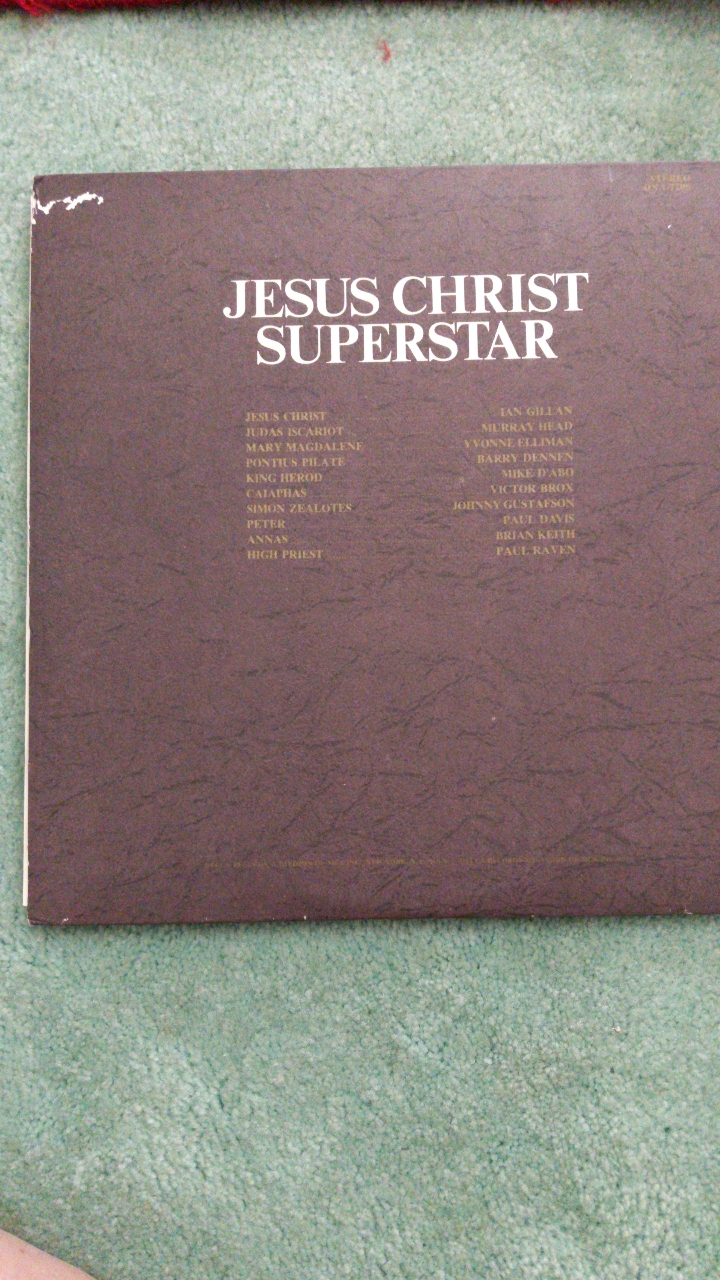 STEREO
JESUS CHRIST
SUPERSTAR
JESUS CHRIST IAN GILLAN
JUDAS ISCARIOT MURRAY HEAD
MARY MAGDALENE YVONNE ELLIMAN
PONTIUS PILATE BARRY DENNEN
KING HEROD MIKE D'ABO
CAIAPHAS VICTOR BROX
SIMON ZEALOTES JOHNNY GUSTAFSON
PETER PAUL DAVIS
ANNAS BRIAN KEITH
HIGH PRIEST PAUL RAVEN